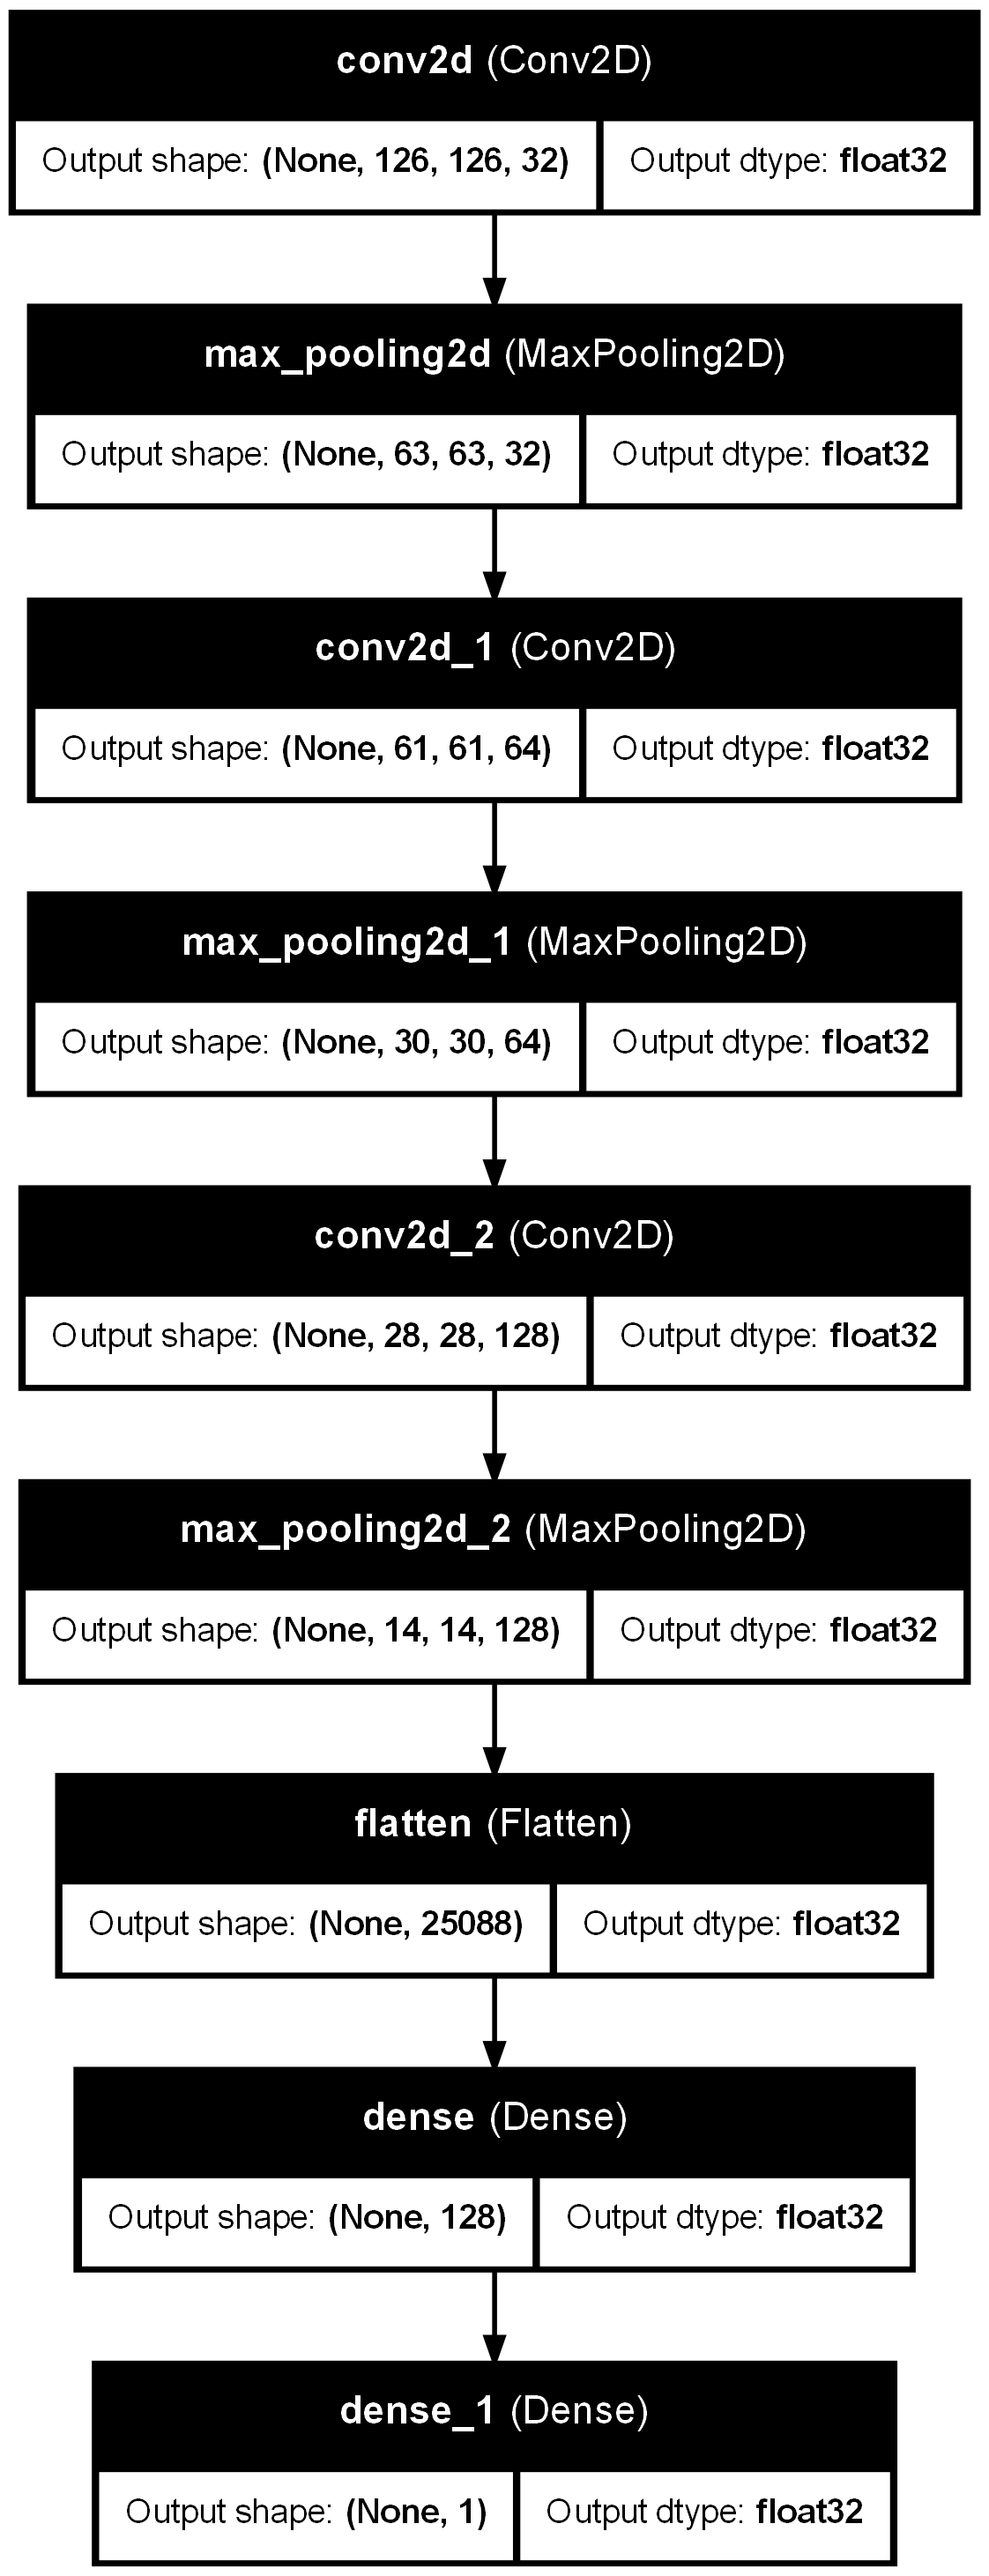 conv2d (Conv2D)
Output shape: (None, 126, 126, 32) Output dtype: float32
max_pooling2d (MaxPooling2D)
Output shape: (None, 63, 63, 32) Output dtype: float32
conv2d_1 (Conv2D)
Output shape: (None, 61, 61, 64) Output dtype: float32
max_pooling2d_1 (MaxPooling2D)
Output shape: (None, 30, 30, 64) Output dtype: float32
conv2d_2 (Conv2D)
Output shape: (None, 28, 28, 128) Output dtype: float32
max_pooling2d_2 (MaxPooling2D)
Output shape: (None, 14, 14, 128) Output dtype: float32
flatten (Flatten)
Output shape: (None, 25088) Output dtype: float32
dense (Dense)
Output shape: (None, 128) Output dtype: float32
dense_1 (Dense)
Output shape: (None, 1) Output dtype: float32